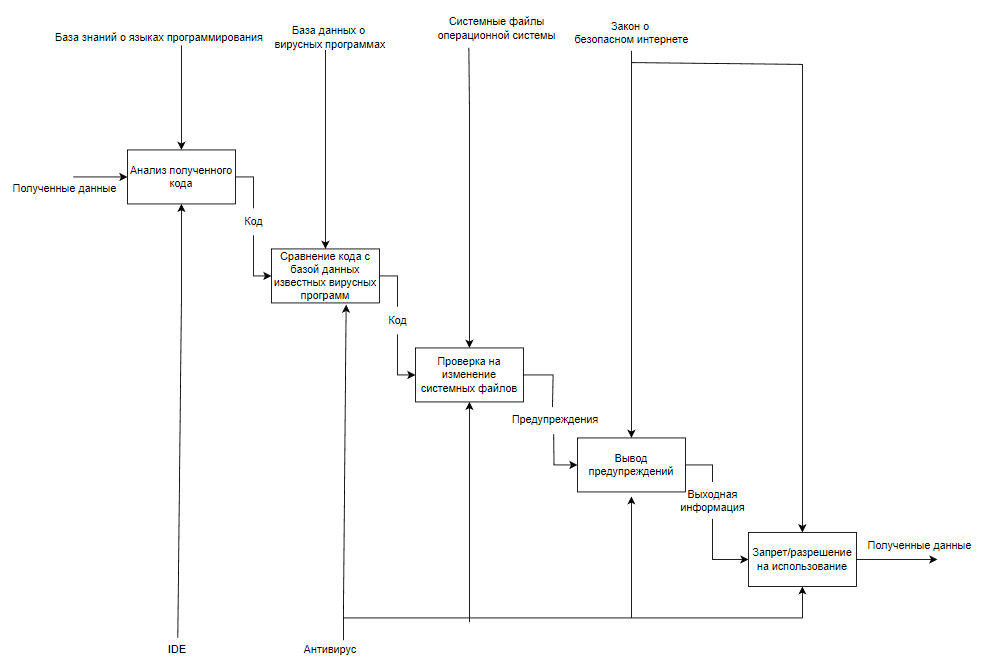 База знаний о языках программирования
База данных о
вирусных программах
Системные файлы
операционной системы
Закон о
безопасном интернете
Полученные данные
Анализ полученного
кода
Код
Сравнение кода с
базой данных
известных вирусных
программ
Код
Проверка на
изменение
системных файлов
Предупреждения
Вывод
предупреждений
Выходная
информация
Запрет/разрешение
на использование
Полученные данные
IDE
Антивирус